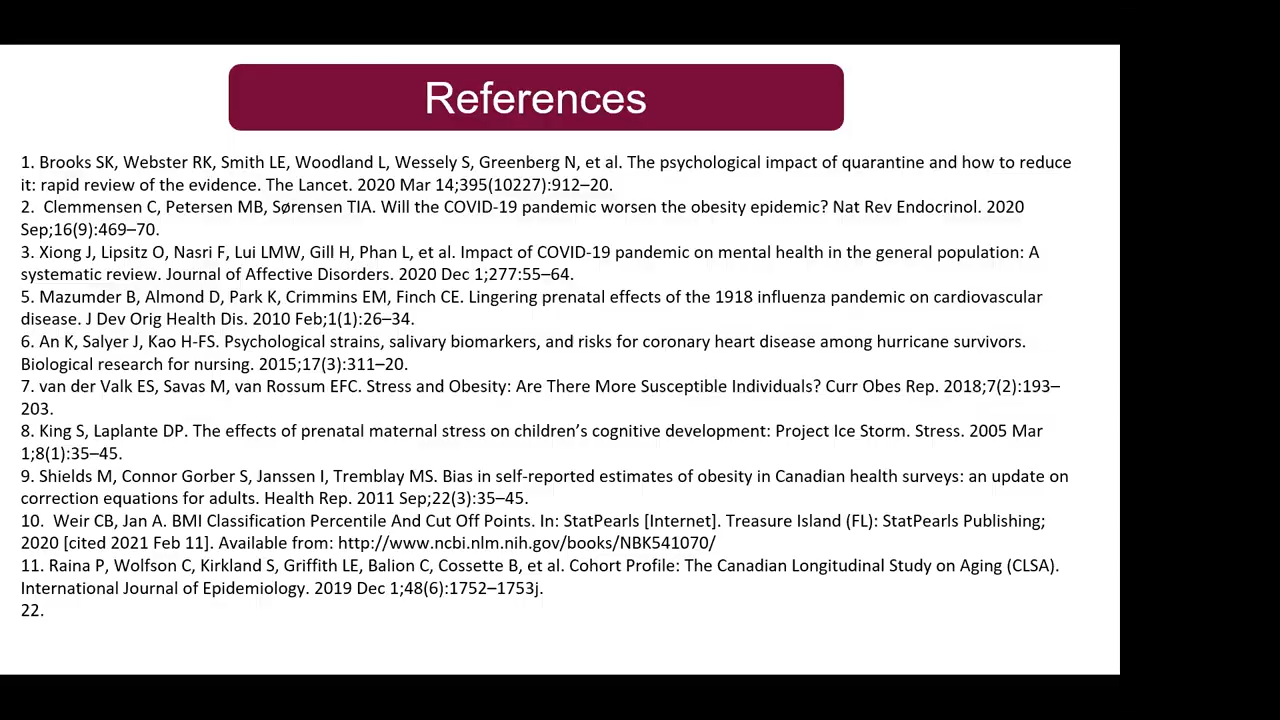 References
1. Brooks SK, Webster RK, Smith LE, Woodland L, Wessely S, Greenberg N, et al. The psychological impact of quarantine and how to reduce
it: rapid review of the evidence. The Lancet. 2020 Mar 14;395(10227):912–20.
2.  Clemmensen C, Petersen MB, Sørensen TIA. Will the COVID-19 pandemic worsen the obesity epidemic? Nat Rev Endocrinol. 2020
Sep;16(9):469–70.
3. Xiong J, Lipsitz O, Nasri F, Lui LMW, Gill H, Phan L, et al. Impact of COVID-19 pandemic on mental health in the general population: A
systematic review. Journal of Affective Disorders. 2020 Dec 1;277:55–64.
5. Mazumder B, Almond D, Park K, Crimmins EM, Finch CE. Lingering prenatal effects of the 1918 influenza pandemic on cardiovascular
disease. J Dev Orig Health Dis. 2010 Feb;1(1):26–34.
6. An K, Salyer J, Kao H-FS. Psychological strains, salivary biomarkers, and risks for coronary heart disease among hurricane survivors.
Biological research for nursing. 2015;17(3):311–20.
7. van der Valk ES, Savas M, van Rossum EFC. Stress and Obesity: Are There More Susceptible Individuals? Curr Obes Rep. 2018;7(2):193–
203.
8. King S, Laplante DP. The effects of prenatal maternal stress on children’s cognitive development: Project Ice Storm. Stress. 2005 Mar
1;8(1):35–45.
9. Shields M, Connor Gorber S, Janssen I, Tremblay MS. Bias in self-reported estimates of obesity in Canadian health surveys: an update on
correction equations for adults. Health Rep. 2011 Sep;22(3):35–45.
10.  Weir CB, Jan A. BMI Classification Percentile And Cut Off Points. In: StatPearls [Internet]. Treasure Island (FL): StatPearls Publishing;
2020 [cited 2021 Feb 11]. Available from: http://www.ncbi.nlm.nih.gov/books/NBK541070/
11. Raina P, Wolfson C, Kirkland S, Griffith LE, Balion C, Cossette B, et al. Cohort Profile: The Canadian Longitudinal Study on Aging (CLSA).
International Journal of Epidemiology. 2019 Dec 1;48(6):1752–1753j.
22.